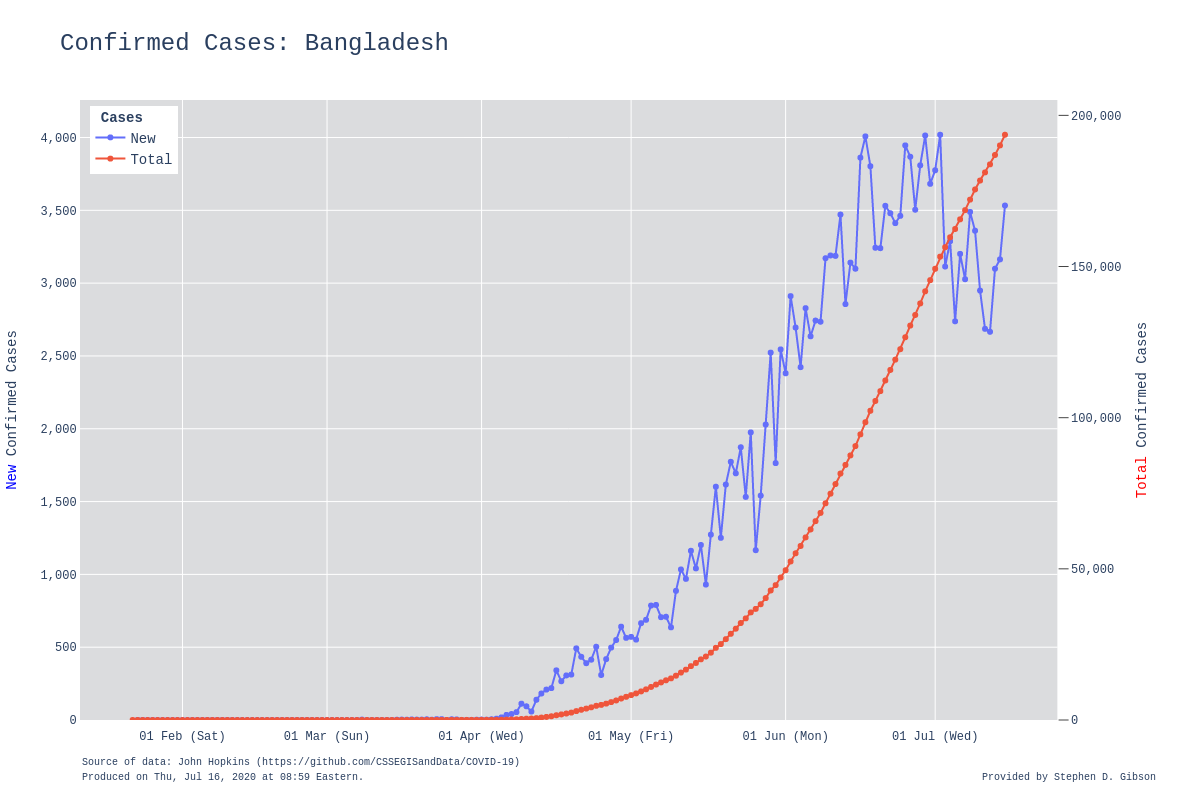 Confirmed Cases: Bangladesh
Cases
New
Total
4,000
3,500
3,000
2,500
2,000
1,500
1,000
500
0
200,000
150,000
100,000
50,000
0
New Confirmed Cases
Total Confirmed Cases
01 Feb (Sat)
01 Mar (Sun)
01 Apr (Wed)
01 May (Fri)
01 Jun (Mon)
01 Jul (Wed)
Source of data: John Hopkins (https://github.com/CSSEGISandData/COVID-19)
Produced on Thu, Jul 16, 2020 at 08:59 Eastern.
Provided by Stephen D. Gibson